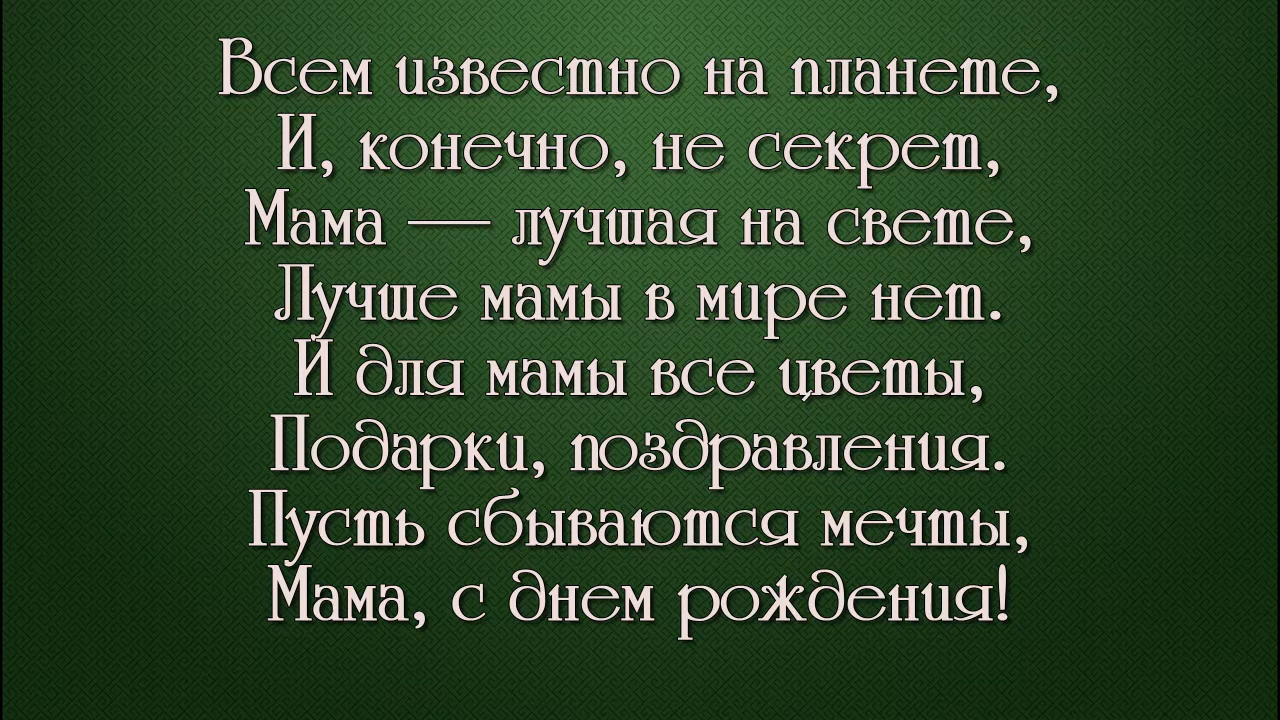 Всем известно на планете,
И, конечно, не секрет,
Мама — лучшая на свете,
Лучше мамы в мире нет.
И для мамы все цветы,
Подарки, поздравления.
Пусть сбываются мечты,
Мама, с днем рождения!